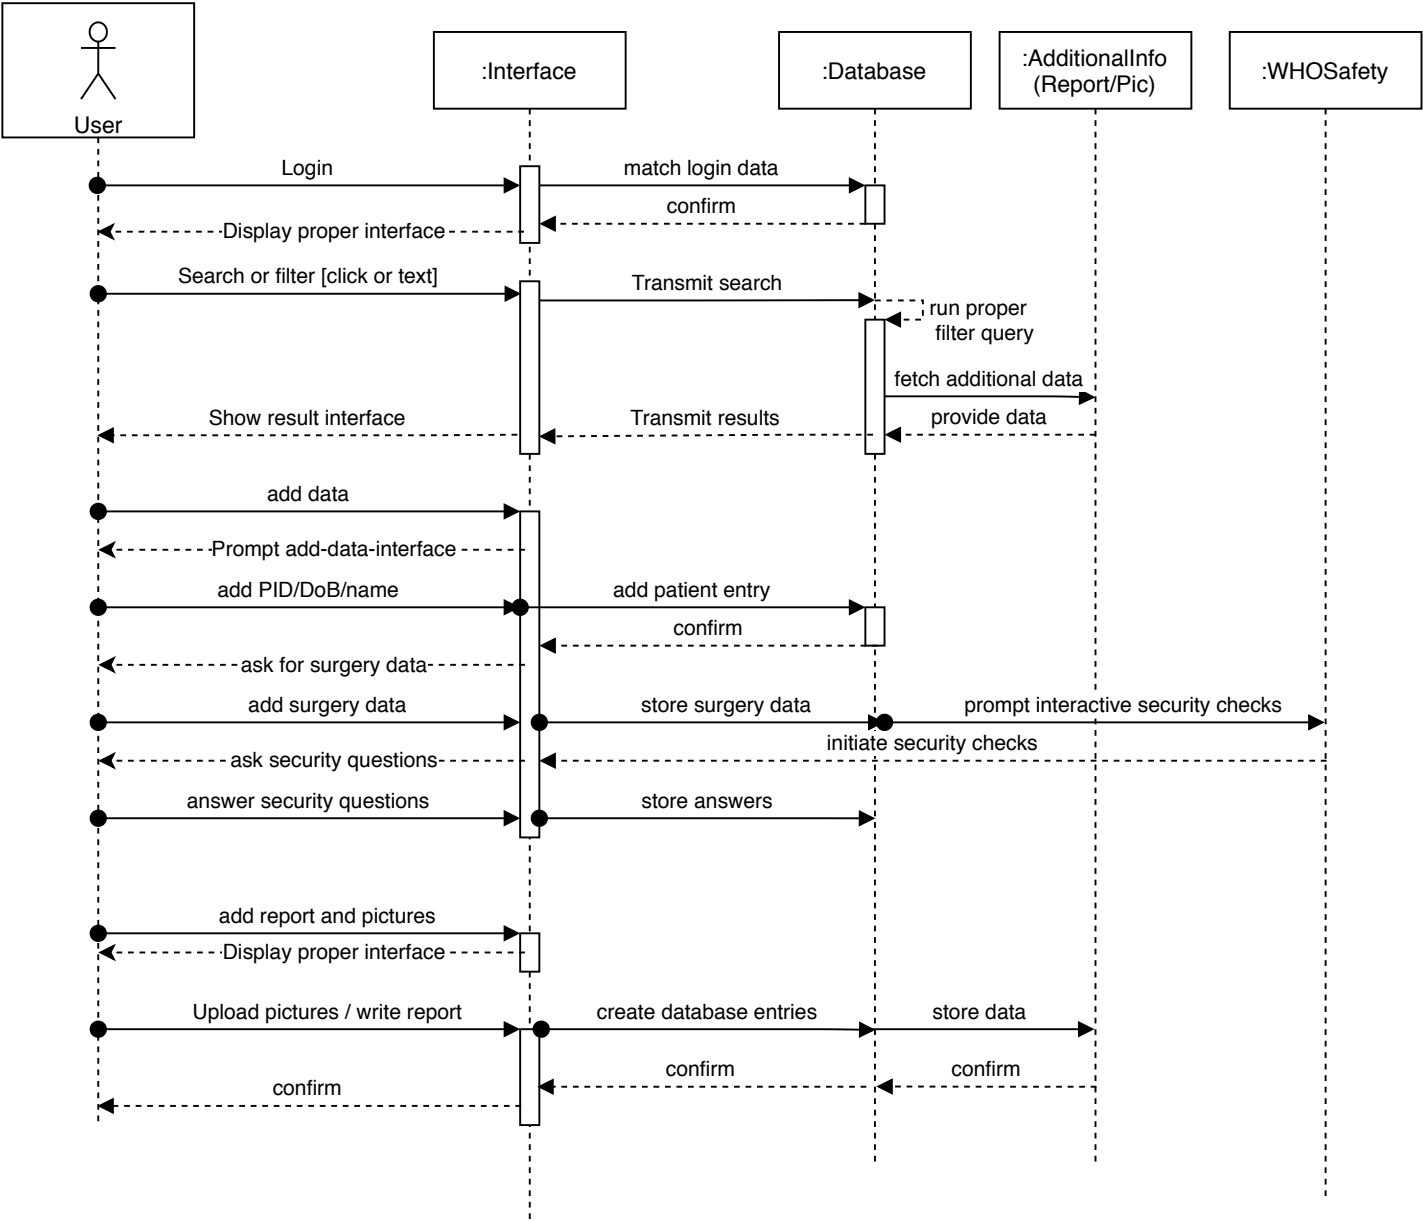 User
:Interface
:Database
:AdditionalInfo
(Report/Pic)
:WHOSafety
Login
match login data
confirm
Display proper interface
Search or filter [click or text]
Transmit search
run proper
filter query
fetch additional data
Show result interface
Transmit results
provide data
add data
Prompt add-data-interface
add PID/DoB/name
add patient entry
confirm
ask for surgery data
add surgery data
store surgery data
prompt interactive security checks
initiate security checks
ask security questions
answer security questions
store answers
add report and pictures
Display proper interface
Upload pictures / write report
create database entries
store data
confirm
confirm
confirm